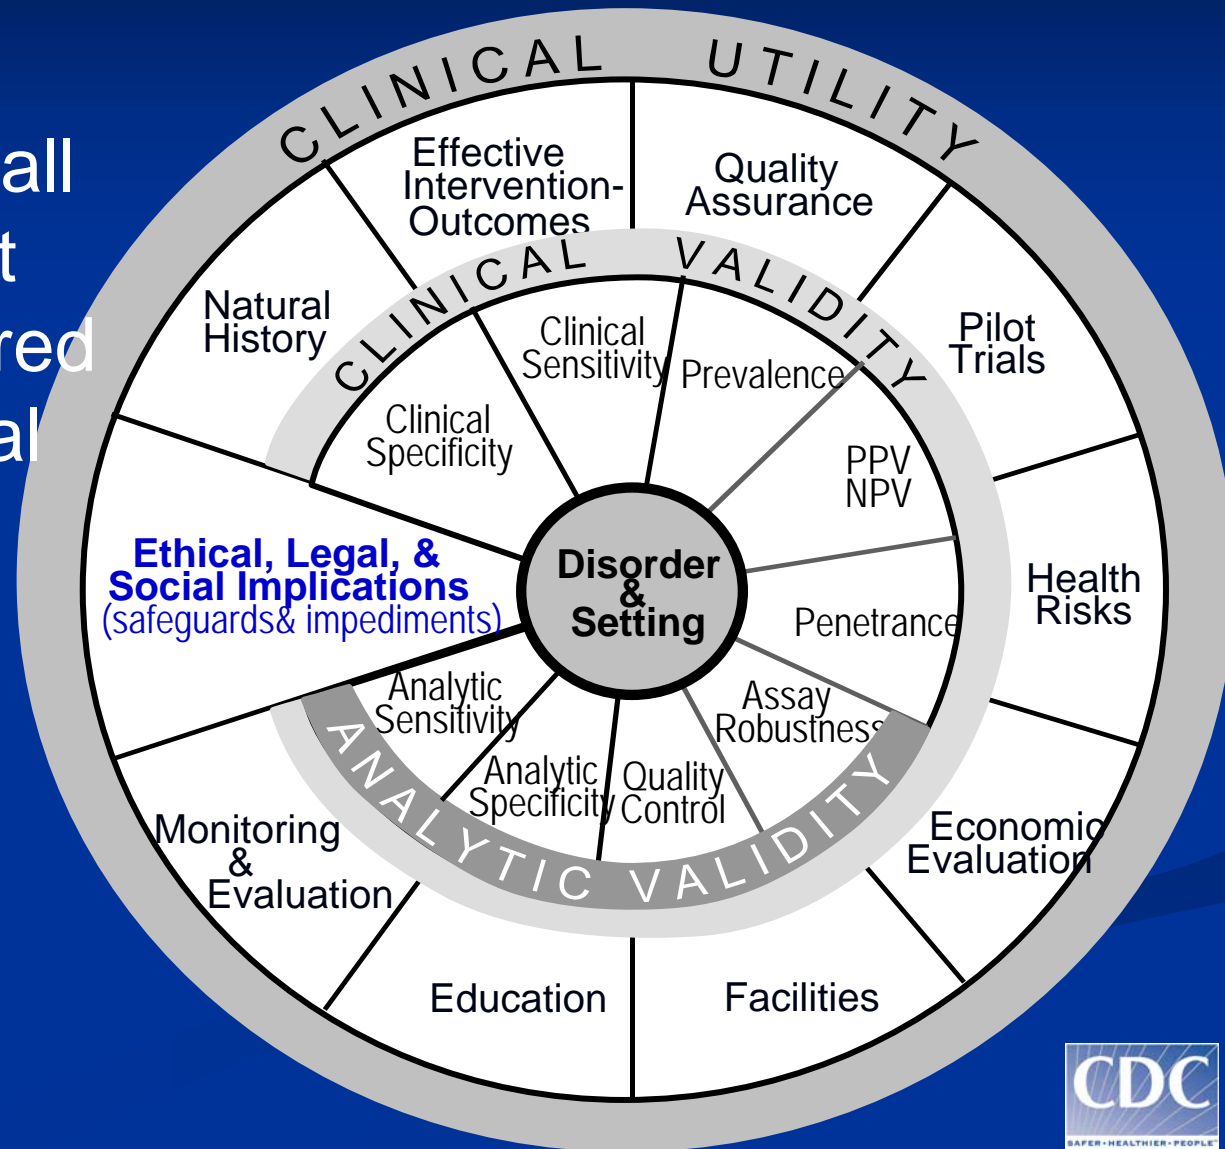 all
t
red
al
CLINICAL UTILITY
Effective
Intervention-
Outcomes
Quality
Assurance
Natural
History
Pilot
Trials
CLINICAL VALIDITY
Clinical
Sensitivity
Prevalence
Clinical
Specificity
PPV
NPV
Ethical, Legal, &
Social Implications
(safeguards& impediments)
Disorder
&
Setting
Health
Risks
Penetrance
Analytic
Sensitivity
Assay
Robustness
Analytic
Specificity
Quality
Control
ANALYTIC VALIDITY
Monitoring
&
Evaluation
Economic
Evaluation
Education
Facilities
CDC
SAFER•HEALTHIER•PEOPLE™